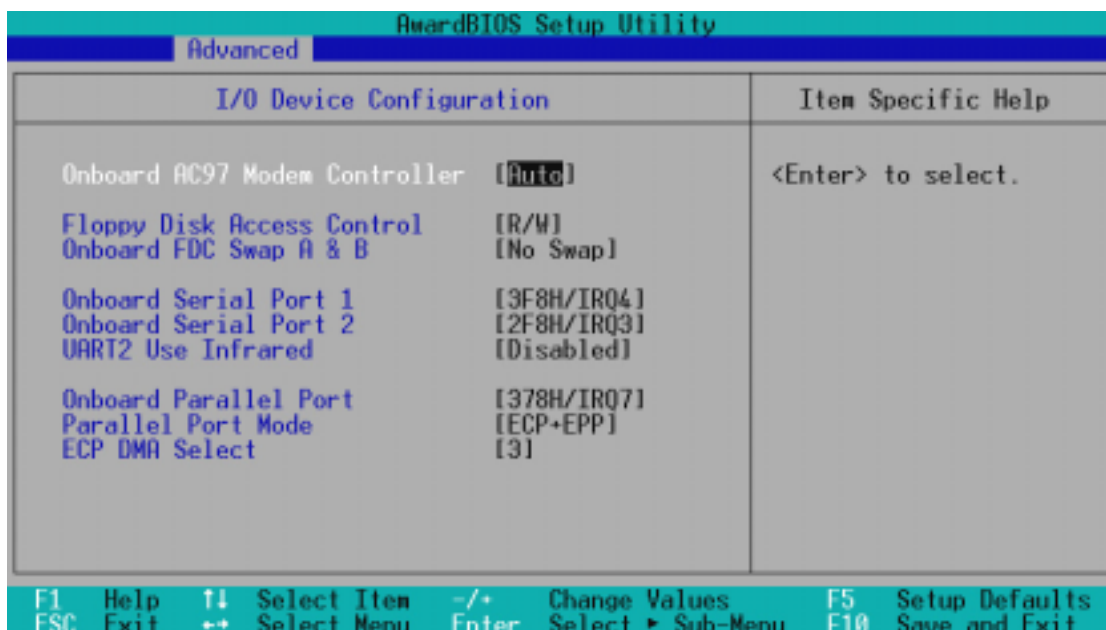 AwardBIOS Setup Utility
Advanced
I/O Device Configuration
Item Specific Help
Onboard AC97 Modem Controller [Auto]
<Enter> to select.
Floppy Disk Access Control [R/W]
Onboard FDC Swap A & B [No Swap]
Onboard Serial Port 1 [3F8H/IRQ4]
Onboard Serial Port 2 [2F8H/IRQ3]
UART2 Use Infrared [Disabled]
Onboard Parallel Port [378H/IRQ7]
Parallel Port Mode [ECP+EPP]
ECP DMA Select [3]
F1 Help ↑↓ Select Item -/+ Change Values F5 Setup Defaults
ESC Exit ←→ Select Menu Enter Select ► Sub-Menu F10 Save and Exit